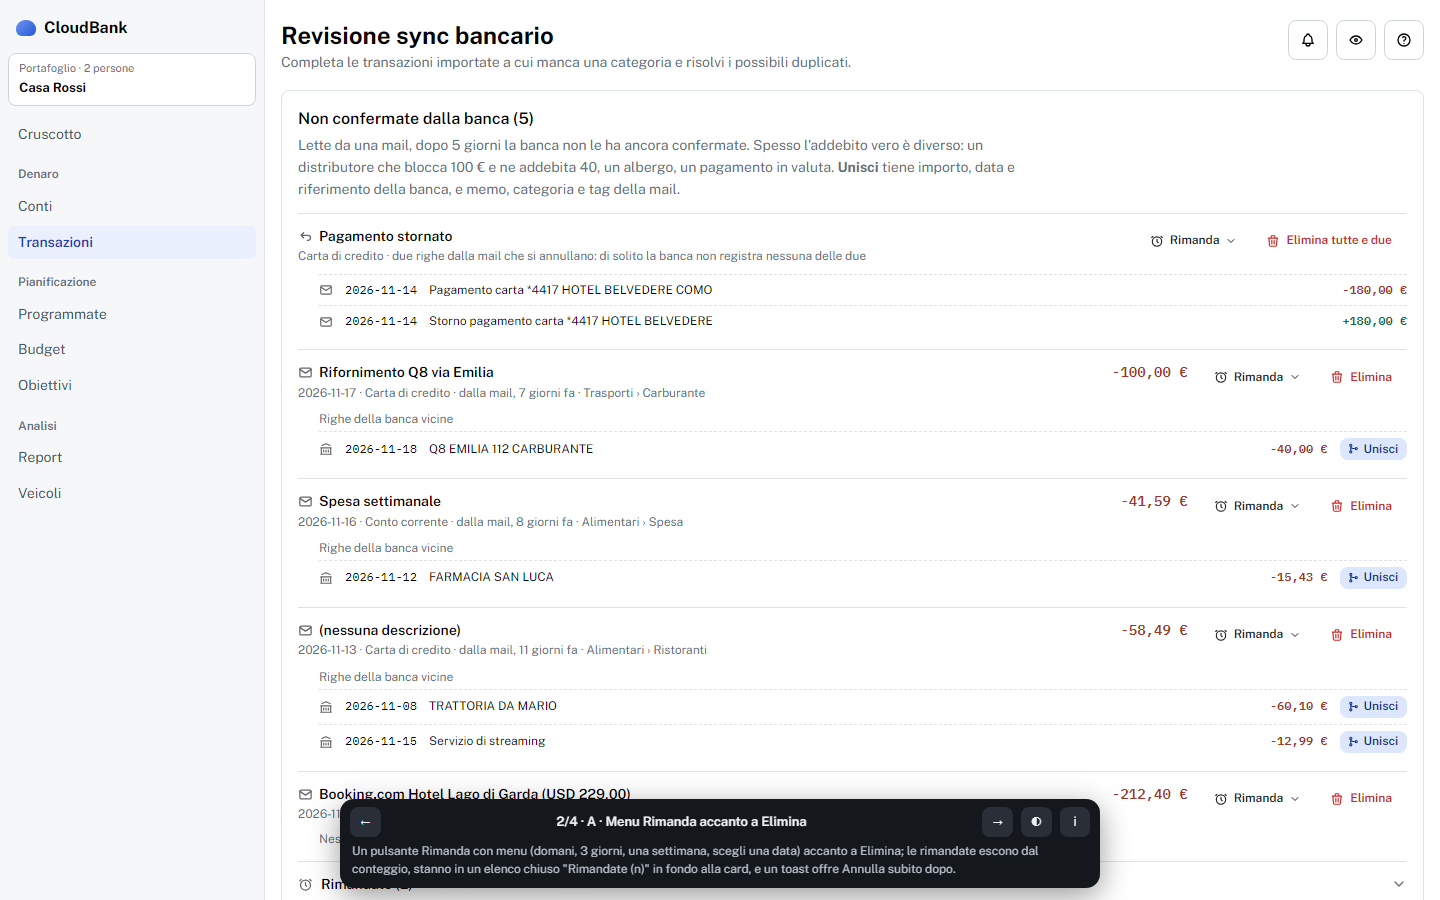 CloudBank
Portafoglio · 2 persone
Casa Rossi
Cruscotto
Denaro
Conti
Transazioni
Pianificazione
Programmate
Budget
Obiettivi
Analisi
Report
Veicoli
Revisione sync bancario
Completa le transazioni importate a cui manca una categoria e risolvi i possibili duplicati.
Non confermate dalla banca (5)
Lette da una mail, dopo 5 giorni la banca non le ha ancora confermate. Spesso l'addebito vero è diverso: un
distributore che blocca 100 € e ne addebita 40, un albergo, un pagamento in valuta. Unisci tiene importo, data e
riferimento della banca, e memo, categoria e tag della mail.
Pagamento stornato
Rimanda
Elimina tutte e due
Carta di credito · due righe dalla mail che si annullano: di solito la banca non registra nessuna delle due
2026-11-14 Pagamento carta *4417 HOTEL BELVEDERE COMO -180,00 €
2026-11-14 Storno pagamento carta *4417 HOTEL BELVEDERE +180,00 €
Rifornimento Q8 via Emilia -100,00 € Rimanda Elimina
2026-11-17 · Carta di credito · dalla mail, 7 giorni fa · Trasporti › Carburante
Righe della banca vicine
2026-11-18 Q8 EMILIA 112 CARBURANTE -40,00 € Unisci
Spesa settimanale -41,59 € Rimanda Elimina
2026-11-16 · Conto corrente · dalla mail, 8 giorni fa · Alimentari › Spesa
Righe della banca vicine
2026-11-12 FARMACIA SAN LUCA -15,43 € Unisci
(nessuna descrizione) -58,49 € Rimanda Elimina
2026-11-13 · Carta di credito · dalla mail, 11 giorni fa · Alimentari › Ristoranti
Righe della banca vicine
2026-11-08 TRATTORIA DA MARIO -60,10 € Unisci
2026-11-15 Servizio di streaming -12,99 € Unisci
Booking.com Hotel Lago di Garda (USD 229.00) -212,40 € Rimanda Elimina
← 2/4 · A · Menu Rimanda accanto a Elimina → i
Un pulsante Rimanda con menu (domani, 3 giorni, una settimana, scegli una data) accanto a Elimina; le rimandate escono dal
conteggio, stanno in un elenco chiuso "Rimandate (n)" in fondo alla card, e un toast offre Annulla subito dopo.